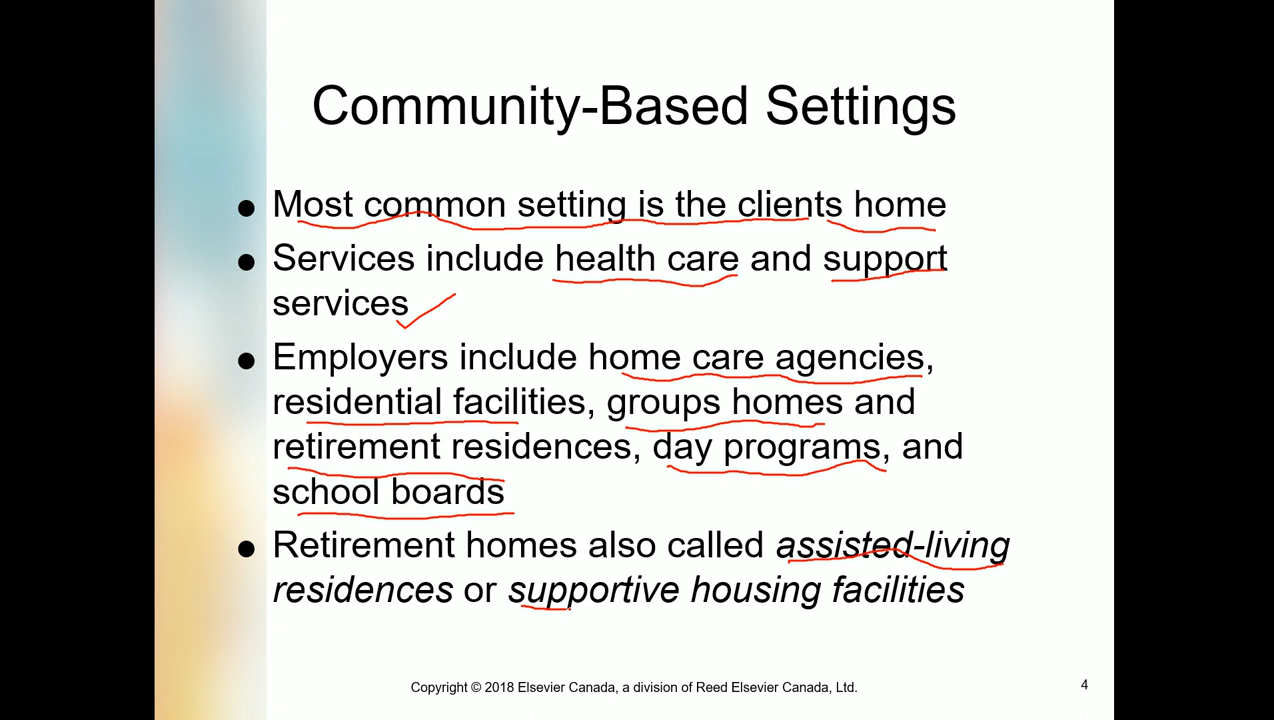 Community-Based Settings
● Most common setting is the clients home
● Services include health care and support
services
● Employers include home care agencies,
residential facilities, groups homes and
retirement residences, day programs, and
school boards
● Retirement homes also called assisted-living
residences or supportive housing facilities
Copyright © 2018 Elsevier Canada, a division of Reed Elsevier Canada, Ltd.
4